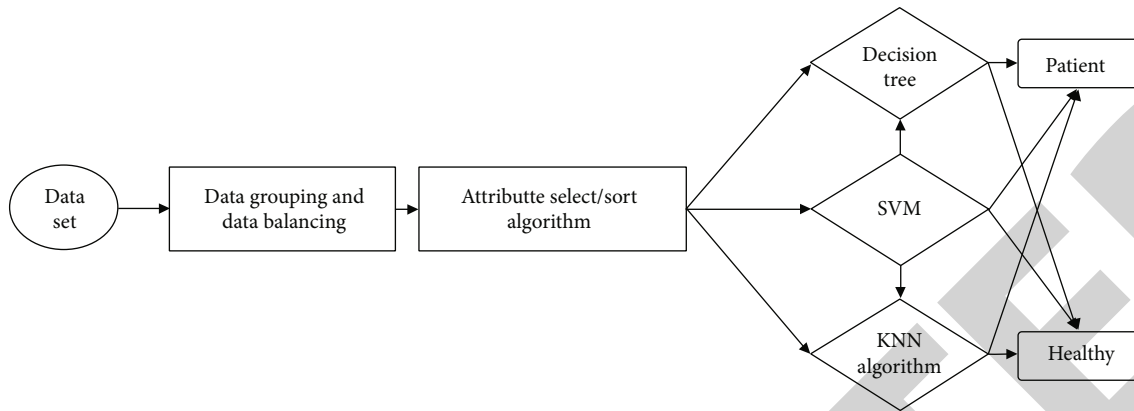 Data
set
Data grouping and
data balancing
Attributte select/sort
algorithm
Decision
tree
SVM
KNN
algorithm
Patient
Healthy